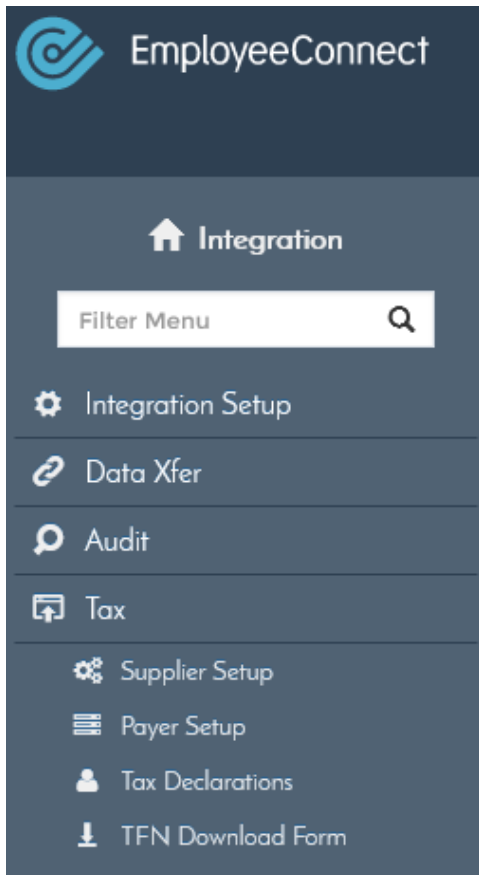 EmployeeConnect
Integration
Filter Menu
Integration Setup
Data Xfer
Audit
Tax
Supplier Setup
Payer Setup
Tax Declarations
TFN Download Form